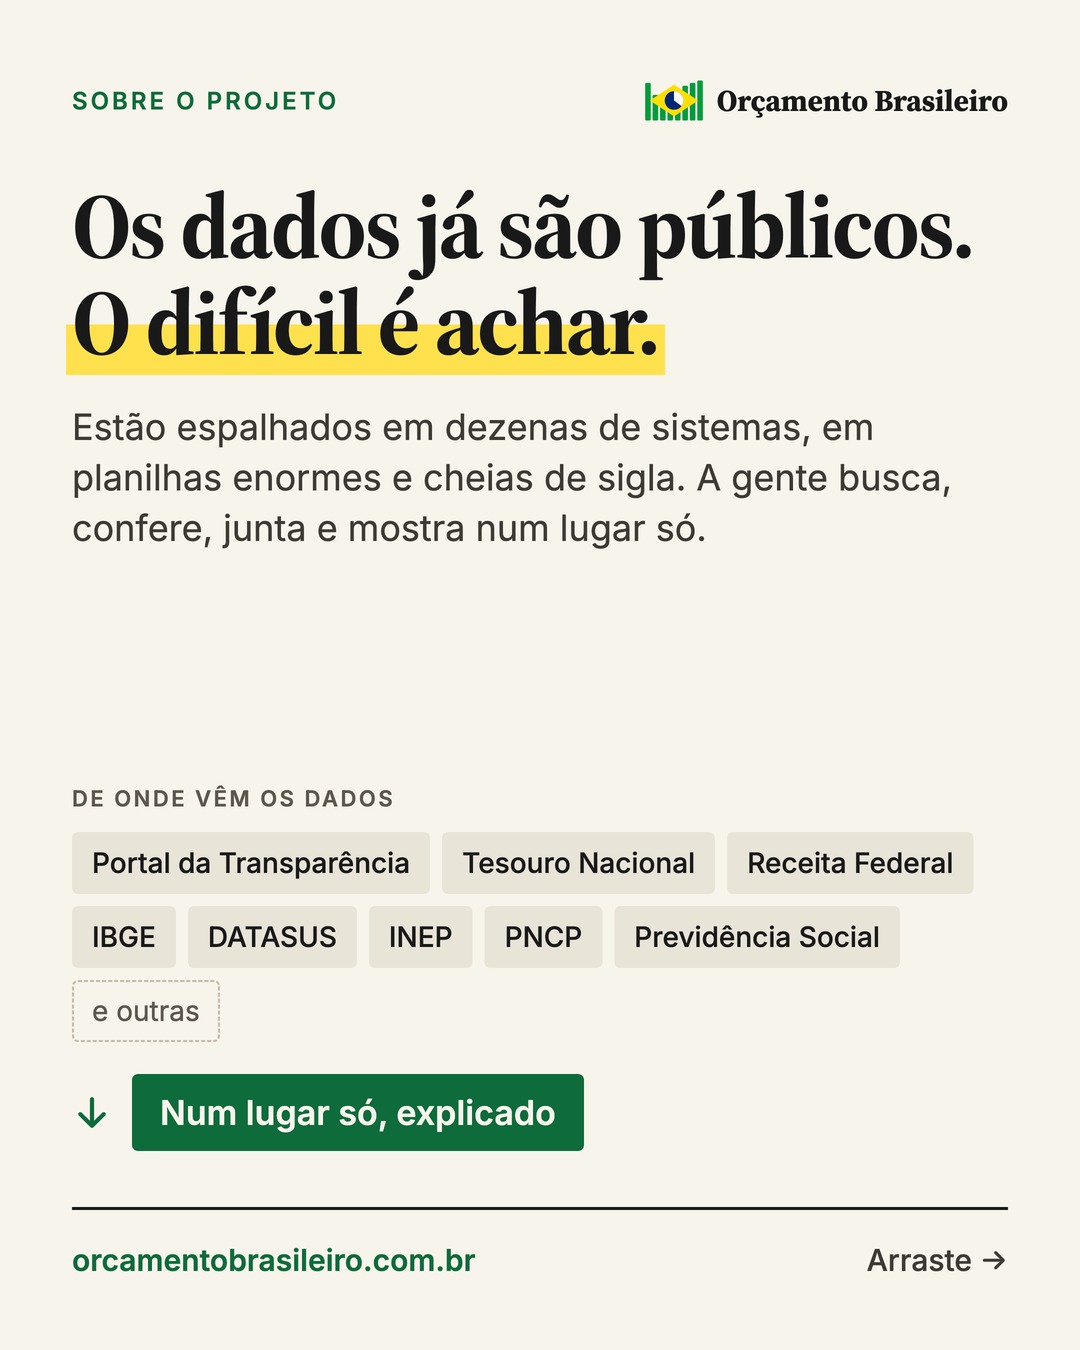 SOBRE O PROJETO
Orçamento Brasileiro
Os dados já são públicos.
O difícil é achar.
Estão espalhados em dezenas de sistemas, em
planilhas enormes e cheias de sigla. A gente busca,
confere, junta e mostra num lugar só.
DE ONDE VÊM OS DADOS
Portal da Transparência
Tesouro Nacional
Receita Federal
IBGE
DATASUS
INEP
PNCP
Previdência Social
e outras
↓ Num lugar só, explicado
orcamentobrasileiro.com.br
Arraste →